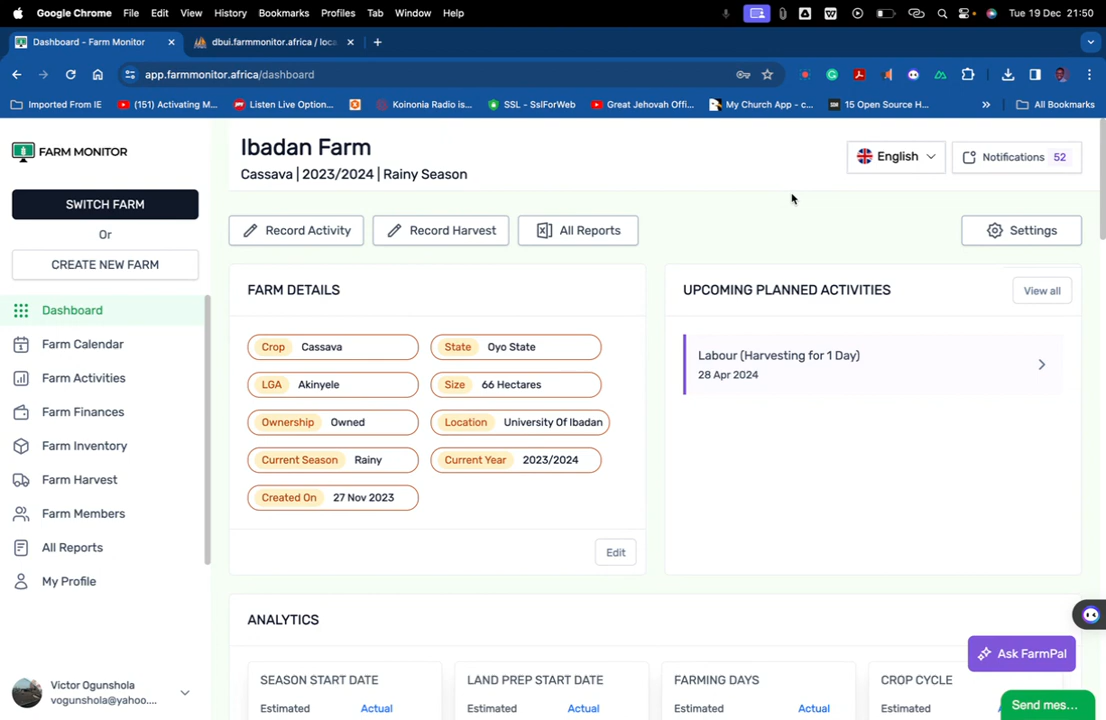 Google Chrome File Edit View History Bookmarks Profiles Tab Window Help
W
Tue 19 Dec 21:50
Dashboard - Farm Monitor
dbui.farmmonitor.africa / loca
app.farmmonitor.africa/dashboard
Imported From IE
(151) Activating M...
Listen Live Option...
Koinonia Radio is...
SSL - SslForWeb
Great Jehovah Offi...
My Church App - c...
15 Open Source H...
»
All Bookmarks
FARM MONITOR
SWITCH FARM
Or
CREATE NEW FARM
Dashboard
Farm Calendar
Farm Activities
Farm Finances
Farm Inventory
Farm Harvest
Farm Members
All Reports
My Profile
Victor Ogunshola
vogunshola@yahoo....
Ibadan Farm
Cassava | 2023/2024 | Rainy Season
English
Notifications 52
Record Activity
Record Harvest
All Reports
Settings
FARM DETAILS
Crop Cassava
State Oyo State
LGA Akinyele
Size 66 Hectares
Ownership Owned
Location University Of Ibadan
Current Season Rainy
Current Year 2023/2024
Created On 27 Nov 2023
Edit
UPCOMING PLANNED ACTIVITIES
View all
Labour (Harvesting for 1 Day)
28 Apr 2024
ANALYTICS
SEASON START DATE
Estimated Actual
LAND PREP START DATE
Estimated Actual
FARMING DAYS
Estimated Actual
CROP CYCLE
Estimated
Ask FarmPal
Send mes...